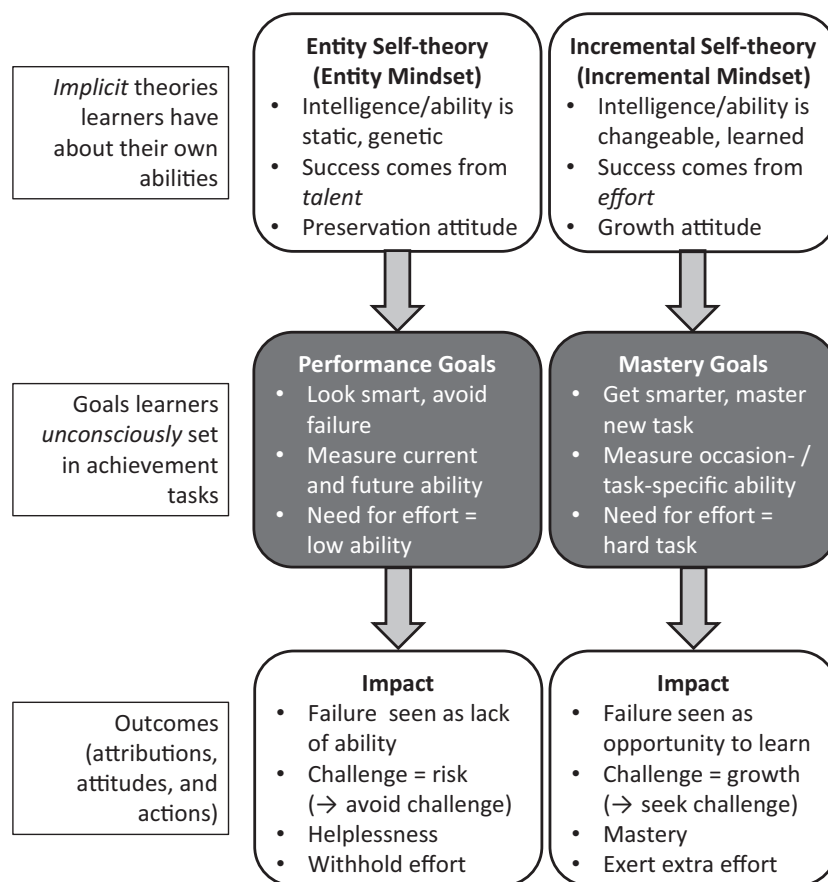 Implicit theories
learners have
about their own
abilities
Entity Self-theory
(Entity Mindset)
• Intelligence/ability is
static, genetic
• Success comes from
talent
• Preservation attitude
Incremental Self-theory
(Incremental Mindset)
• Intelligence/ability is
changeable, learned
• Success comes from
effort
• Growth attitude
Goals learners
unconsciously set
in achievement
tasks
Performance Goals
• Look smart, avoid
failure
• Measure current
and future ability
• Need for effort =
low ability
Mastery Goals
• Get smarter, master
new task
• Measure occasion- /
task-specific ability
• Need for effort =
hard task
Outcomes
(attributions,
attitudes, and
actions)
Impact
• Failure seen as lack
of ability
• Challenge = risk
(→ avoid challenge)
• Helplessness
• Withhold effort
Impact
• Failure seen as
opportunity to learn
• Challenge = growth
(→ seek challenge)
• Mastery
• Exert extra effort